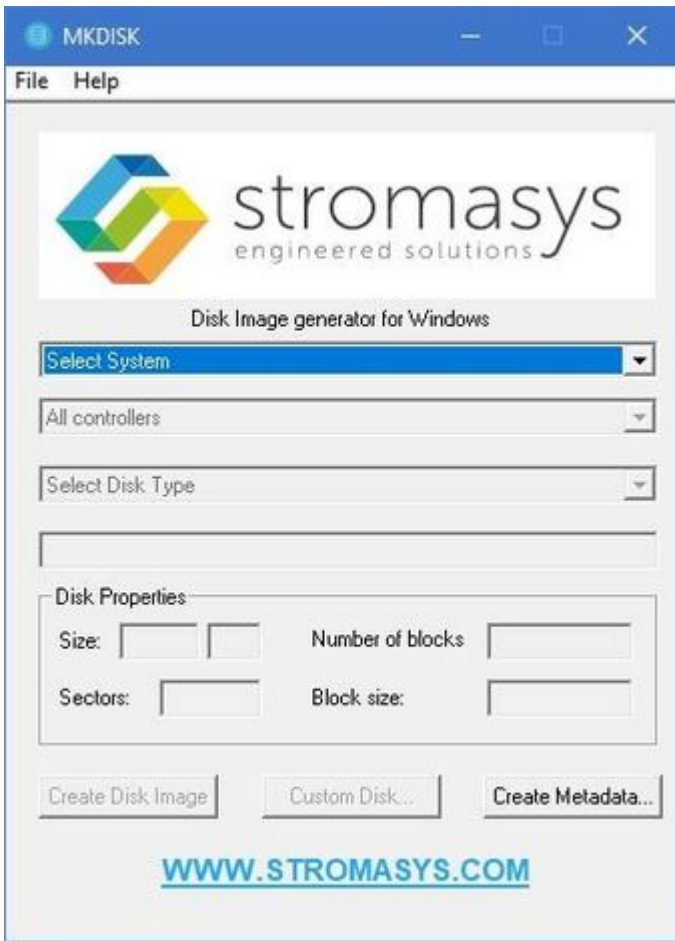 MKDISK
File Help
stromasys
engineered solutions
Disk Image generator for Windows
Select System
All controllers
Select Disk Type
Disk Properties
Size: Number of blocks
Sectors: Block size:
Create Disk Image Custom Disk... Create Metadata...
WWW.STROMASYS.COM